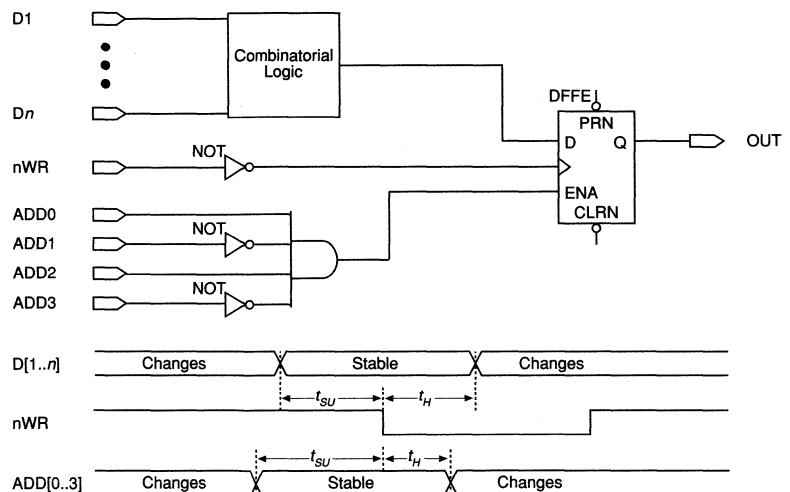 D1
Combinatorial
Logic
Dn
DFFE
PRN
D Q
OUT
nWR
NOT
ENA
CLRN
ADD0
ADD1
NOT
ADD2
ADD3
NOT
D[1..n]
Changes Stable Changes
tSU tH
nWR
tSU tH
ADD[0..3]
Changes Stable Changes